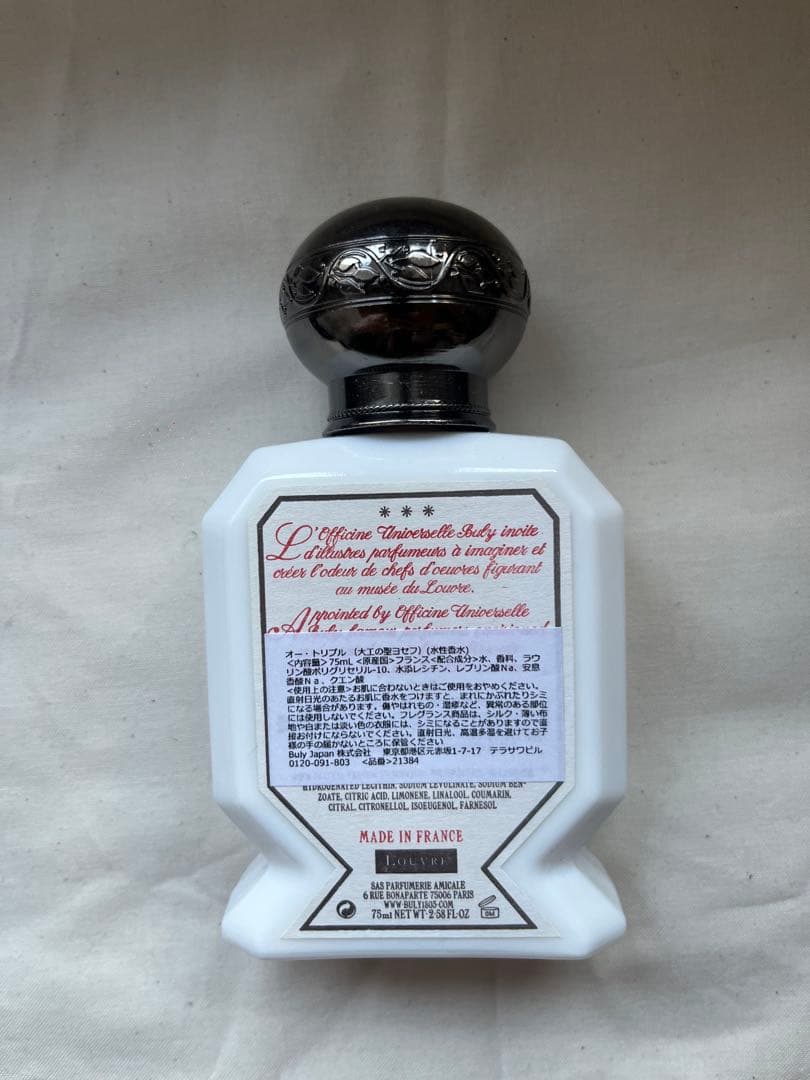 ***
L'Officine Universelle Buly invite
d'illustres parfumeurs à imaginer et
créer l'odeur de chefs d'oeuvres figurant
au musée du Louvre.
Appointed by Officine Universelle
オー・トリプル (大工の聖ヨセフ) (水性香水)
<内容量> 75mL <原産国>フランス<配合成分>水、香料、ラウ
リン酸ポリグリセリル-10、水添レシチン、レブリン酸Na、安息
香酸Na、クエン酸
<使用上の注意>お肌に合わないときはご使用をおやめください。
直射日光のあたるお肌に香水をつけますと、まれにかぶれたりシミ
になる場合があります。傷やはれもの・湿疹など、異常のある部位
には使用しないでください。フレグランス商品は、シルク・薄い布
地や白または淡い色の衣服には、シミになることがありますので直
接お付けにならないでください。直射日光、高温多湿を避けてお子
様の手の届かないところに保管ください
Buly Japan 株式会社 東京都港区元赤坂1-7-17 テラサワビル
0120-091-803 <品番>21384
HYDROGENATED LECITHIN, SODIUM LEVULINATE, SODIUM BEN-
ZOATE, CITRIC ACID, LIMONENE, LINALOOL, COUMARIN,
CITRAL, CITRONELLOL, ISOEUGENOL, FARNESOL
MADE IN FRANCE
LOUVRE
SAS PARFUMERIE AMICALE
6 RUE BONAPARTE 75006 PARIS
WWW·BULY1803·COM
75ml NET WT·2·58 FL·OZ